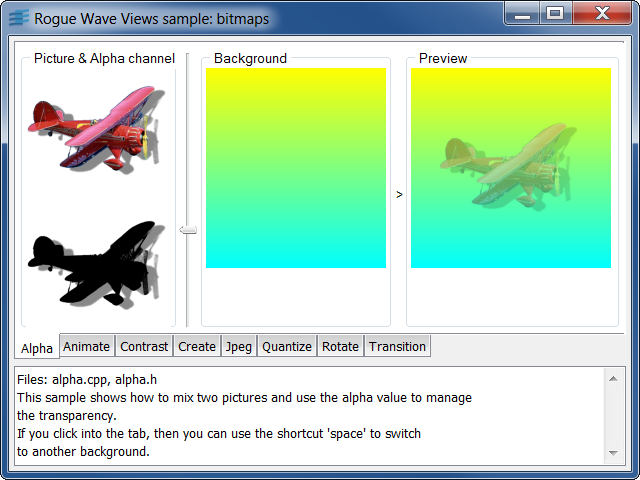 Rogue Wave Views sample: bitmaps
Picture & Alpha channel
Background
Preview
>
Alpha
Animate
Contrast
Create
Jpeg
Quantize
Rotate
Transition
Files: alpha.cpp, alpha.h
This sample shows how to mix two pictures and use the alpha value to manage
the transparency.
If you click into the tab, then you can use the shortcut 'space' to switch
to another background.